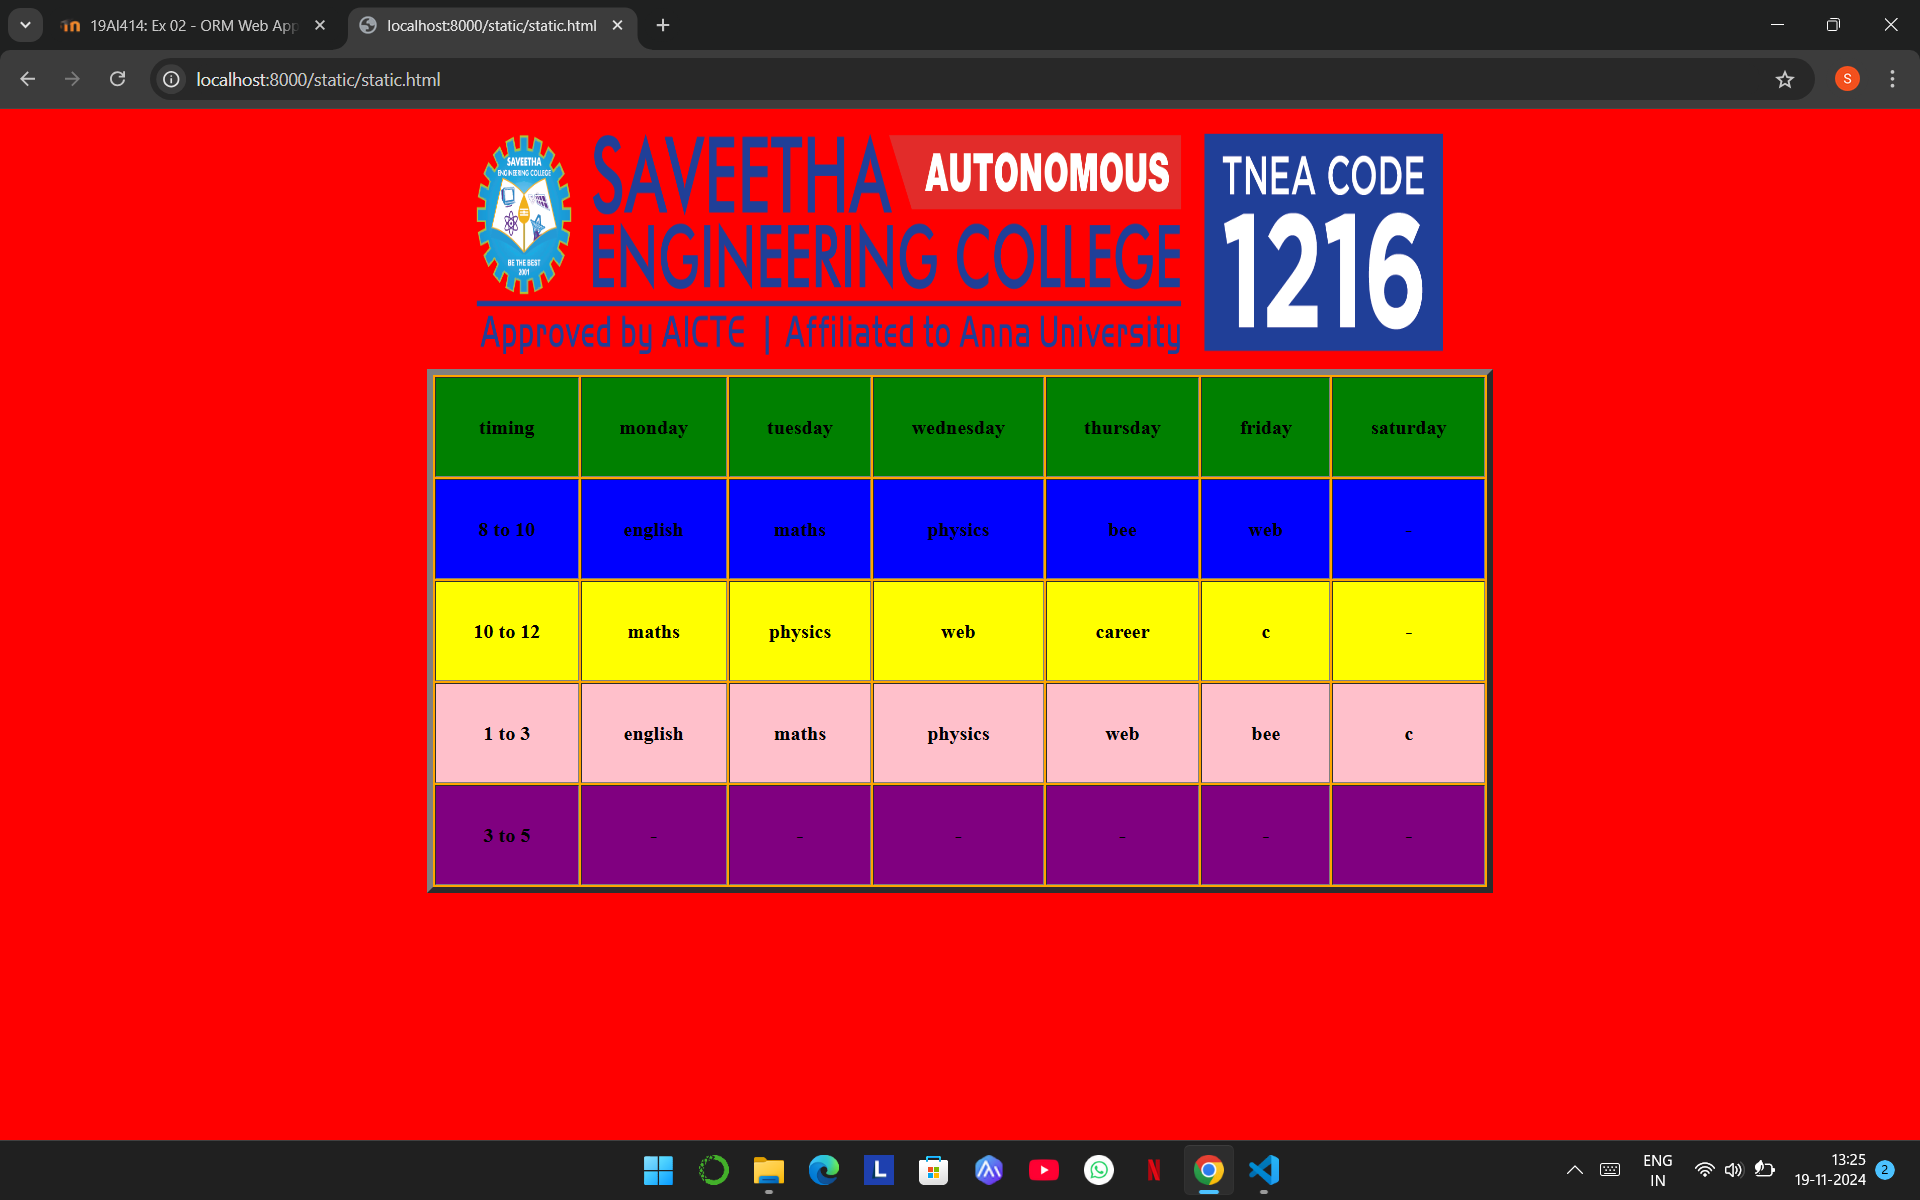 19AI414: Ex 02 - ORM Web App
localhost:8000/static/static.html
localhost:8000/static/static.html
S
SAVEETHA
ENGINEERING COLLEGE
BE THE BEST
2001
SAVEETHA AUTONOMOUS
ENGINEERING COLLEGE
Approved by AICTE | Affiliated to Anna University
TNEA CODE
1216
timing monday tuesday wednesday thursday friday saturday
8 to 10 english maths physics bee web
10 to 12 maths physics web career c -
1 to 3 english maths physics web bee c
3 to 5 - - - - - -
L
N
ENG
IN
13:25
19-11-2024
2